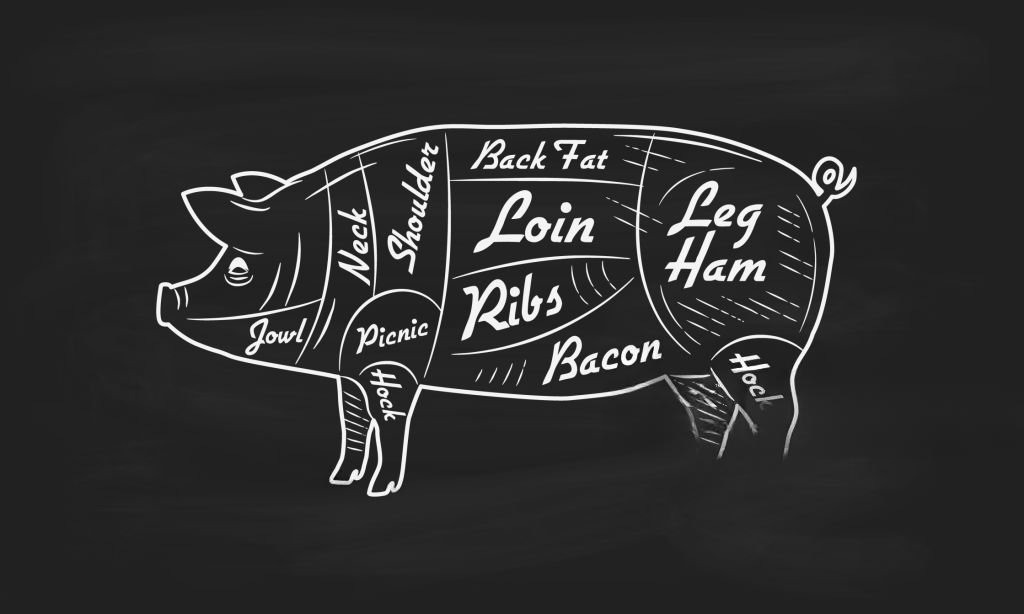 Back Fat
Neck
Shoulder
Loin
Leg
Ham
Ribs
Jowl
Picnic
Bacon
Hock
Hock